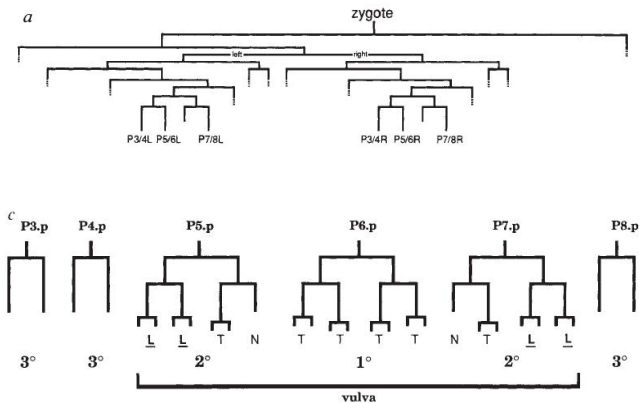 a
zygote
left right
P3/4L P5/6L P7/8L P3/4R P5/6R P7/8R
c
P3.p P4.p P5.p P6.p P7.p P8.p
L L T N T T T T N T L L
3° 3° 2° 1° 2° 3°
vulva